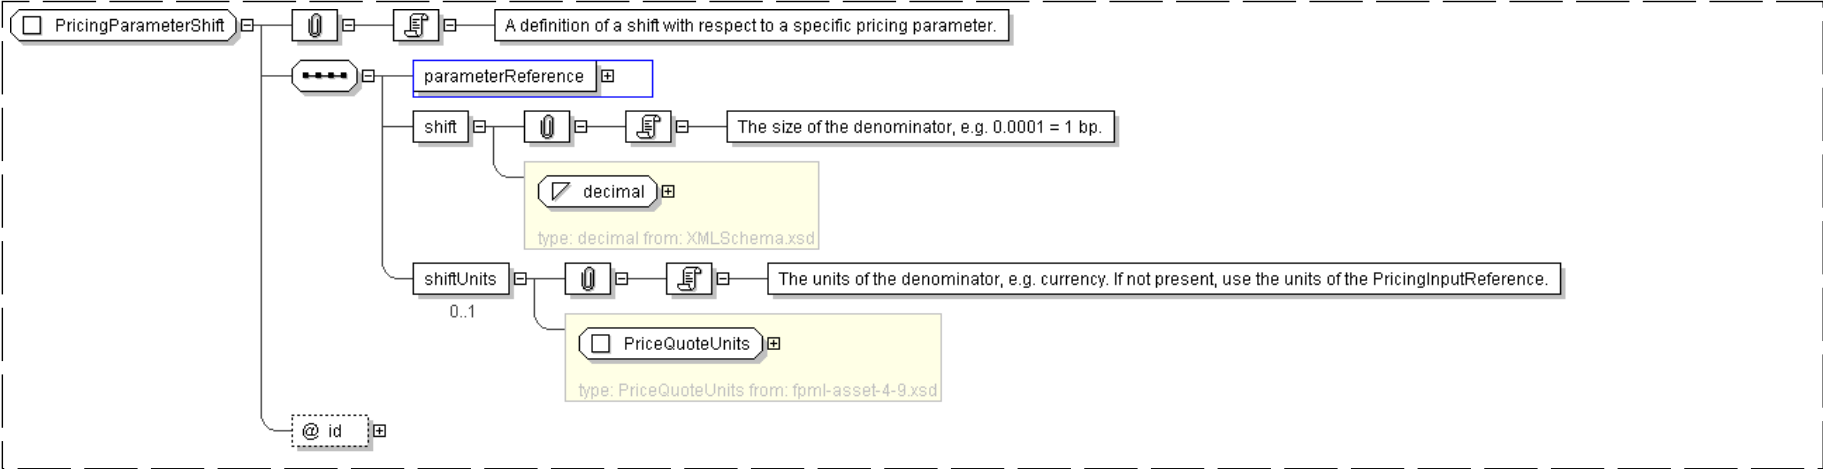 PricingParameterShift
A definition of a shift with respect to a specific pricing parameter.
parameterReference
shift
The size of the denominator, e.g. 0.0001 = 1 bp.
decimal
type: decimal from: XMLSchema.xsd
shiftUnits
The units of the denominator, e.g. currency. If not present, use the units of the PricingInputReference.
0..1
PriceQuoteUnits
type: PriceQuoteUnits from: fpml-asset-4-9.xsd
@ id